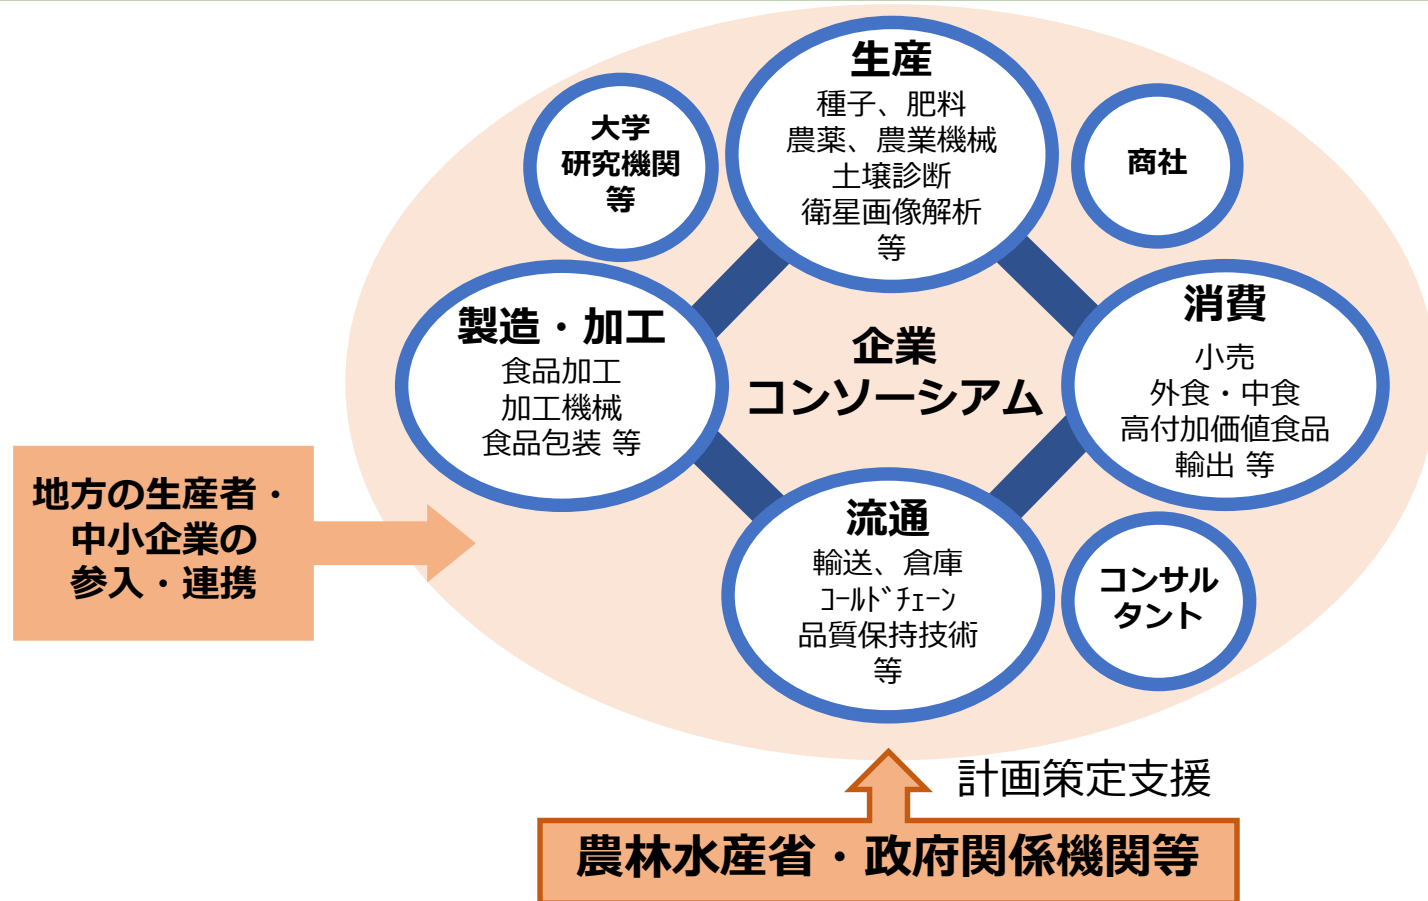 生産
種子、肥料
農薬、農業機械
土壌診断
衛星画像解析
等
大学
研究機関
等
商社
製造・加工
食品加工
加工機械
食品包装 等
企業
コンソーシアム
消費
小売
外食・中食
高付加価値食品
輸出 等
流通
輸送、倉庫
ｺｰﾙﾄﾞﾁｪｰﾝ
品質保持技術
等
コンサル
タント
地方の生産者・
中小企業の
参入・連携
計画策定支援
農林水産省・政府関係機関等